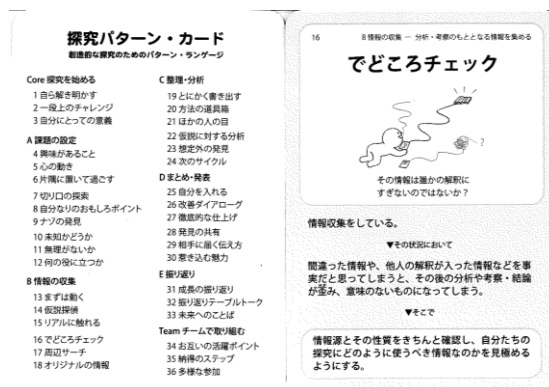 探究パターン・カード
創造的な探究のためのパターン・ランゲージ
Core 探究を始める
1 自ら解き明かす
2 一段上のチャレンジ
3 自分にとっての意義
A 課題の設定
4 興味があること
5 心の動き
6 片隅に置いて過ごす
7 切り口の探索
8 自分なりのおもしろポイント
9 ナゾの発見
10 未知かどうか
11 無理がないか
12 何の役に立つか
B 情報の収集
13 まずは動く
14 仮説探偵
15 リアルに触れる
16 でどころチェック
17 周辺サーチ
18 オリジナルの情報
C 整理・分析
19 とにかく書き出す
20 方法の道具箱
21 ほかの人の目
22 仮説に対する分析
23 想定外の発見
24 次のサイクル
D まとめ・発表
25 自分を入れる
26 改善ダイアローグ
27 徹底的な仕上げ
28 発見の共有
29 相手に届く伝え方
30 惹き込む魅力
E 振り返り
31 成長の振り返り
32 振り返りテーブルトーク
33 未来へのことば
Team チームで取り組む
34 お互いの活躍ポイント
35 納得のステップ
36 多様な参加
16
B 情報の収集 ー 分析・考察のもととなる情報を集める
でどころチェック
?
その情報は誰かの解釈に
すぎないのではないか?
情報収集をしている。
▼その状況において
間違った情報や、他人の解釈が入った情報などを事
実だと思ってしまうと、その後の分析や考察・結論
が歪み、意味のないものになってしまう。
▼そこで
情報源とその性質をきちんと確認し、自分たちの
探究にどのように使うべき情報なのかを見極める
ようにする。